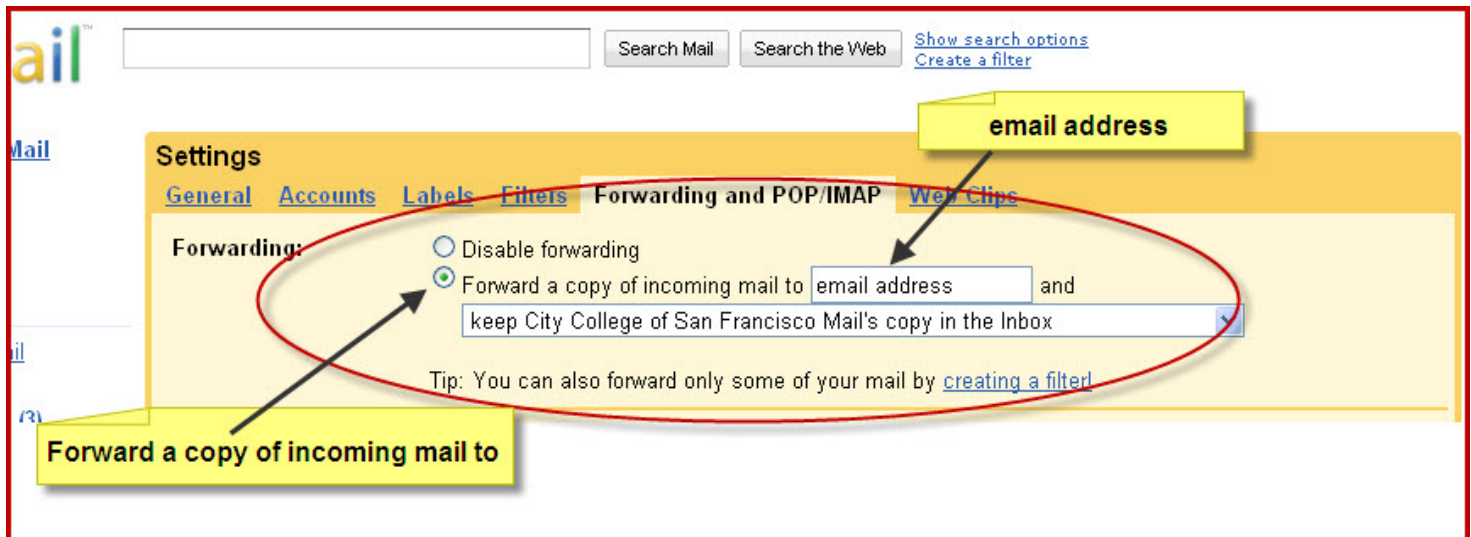 ail™
Search Mail Search the Web Show search options
Create a filter
email address
Mail
Settings
General Accounts Labels Filters Forwarding and POP/IMAP Web Clips
Forwarding: Disable forwarding
Forward a copy of incoming mail to email address and
keep City College of San Francisco Mail's copy in the Inbox
il
Tip: You can also forward only some of your mail by creating a filter!
(3)
Forward a copy of incoming mail to